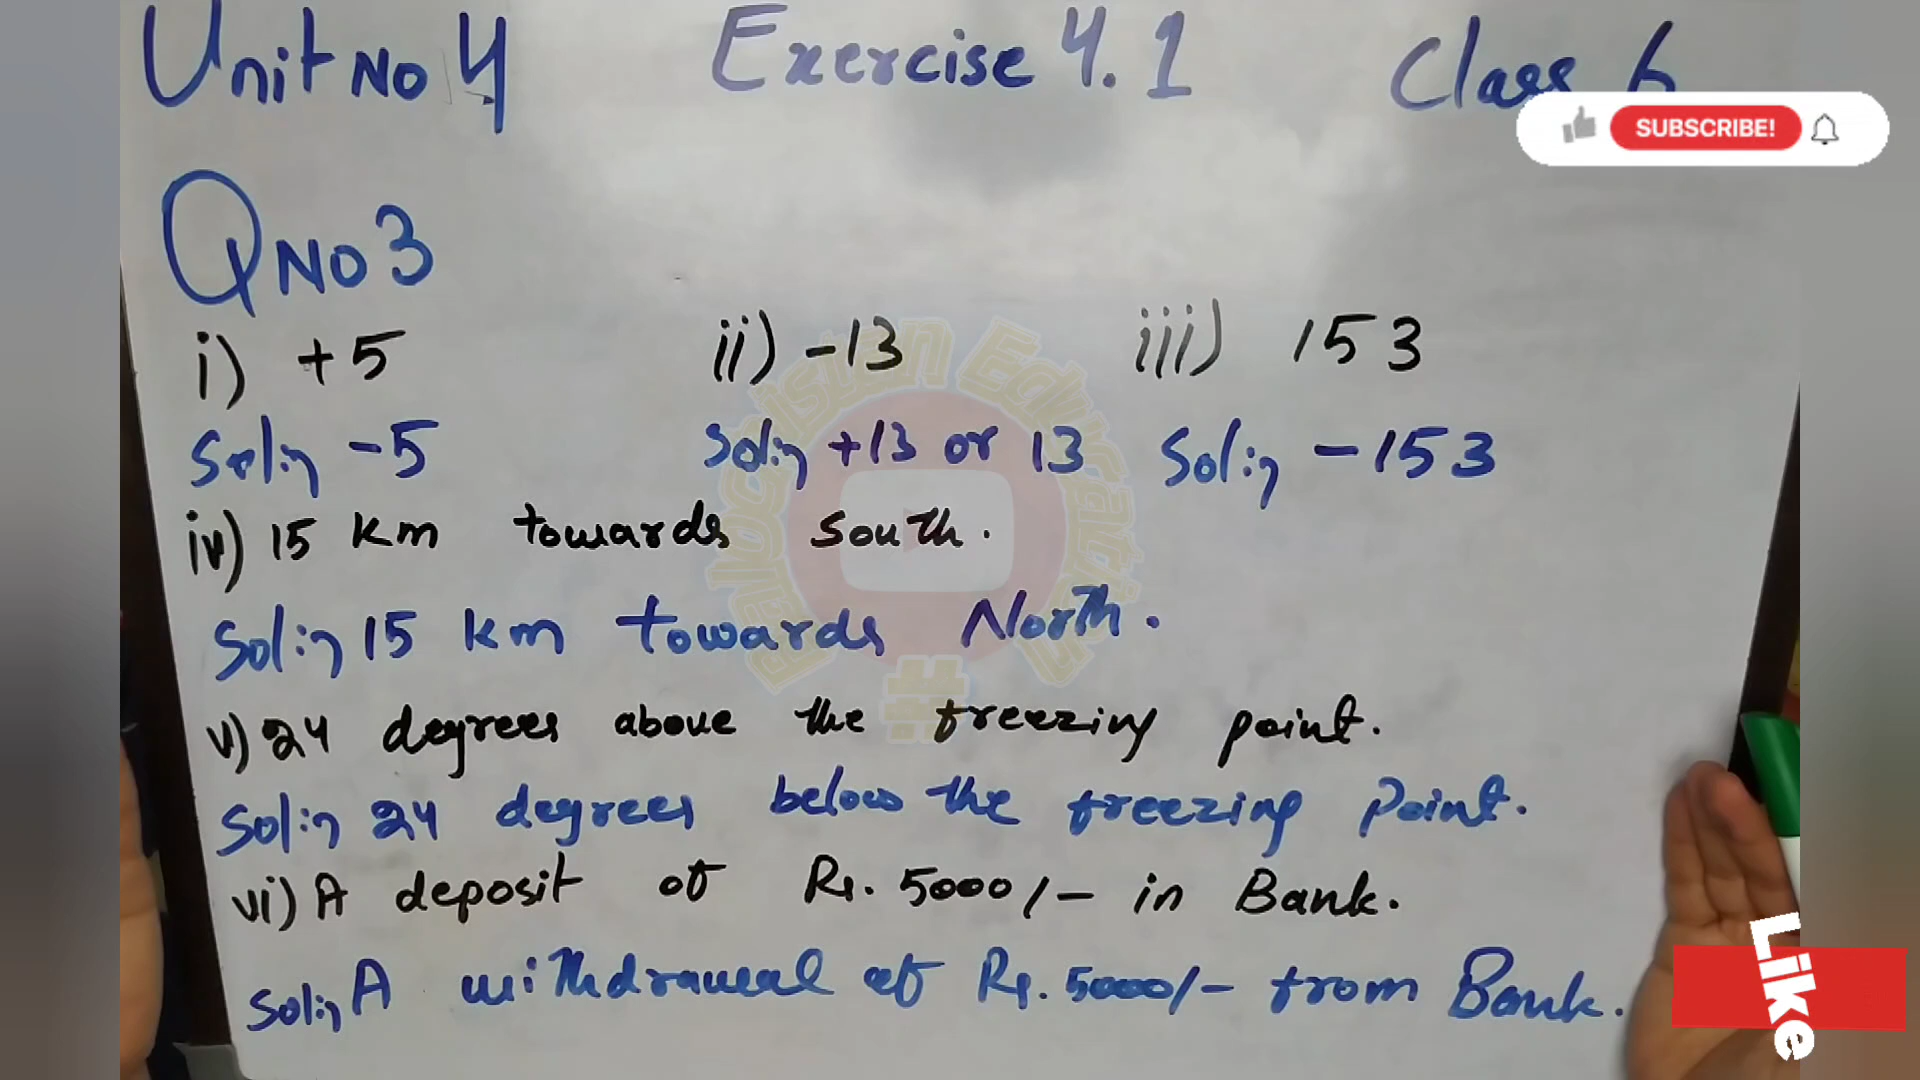 Unit No 4 Exercise 4.1 Class 6
SUBSCRIBE!
Q No 3
i) +5 ii) -13 iii) 153
Sol:; -5 Sol:; +13 or 13 Sol:; -153
iv) 15 km towards south.
Sol:; 15 km towards North.
v) 24 degrees above the freezing point.
Sol:; 24 degrees below the freezing Point.
vi) A deposit of Rs. 5000/- in Bank.
Sol:; A withdrawal of Rs. 5000/- from Bank.
Like
#Balochistan Education